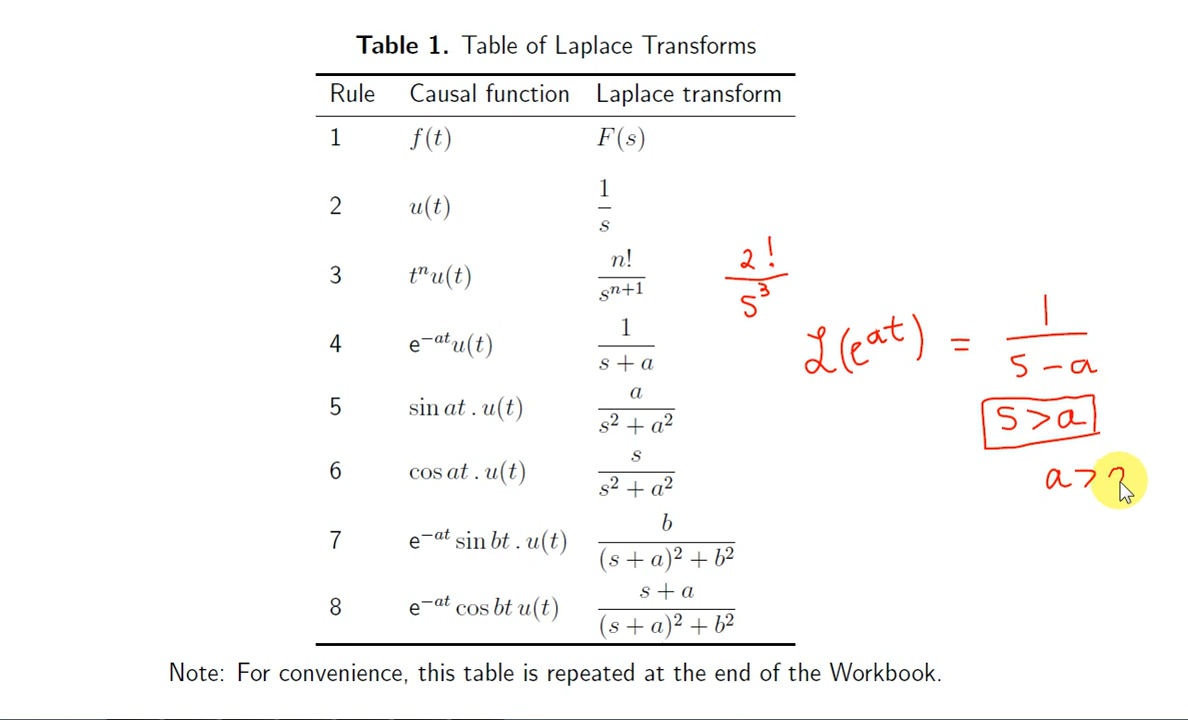 Table 1. Table of Laplace Transforms
Rule Causal function Laplace transform
1 f(t) F(s)
2 u(t) 1/s
3 tⁿu(t) n!/sⁿ⁺¹ 2!/s³
4 e⁻ᵃᵗu(t) 1/(s + a) ℒ(eᵃᵗ) = 1/(s − a)
5 sin at . u(t) a/(s² + a²) s > a
6 cos at . u(t) s/(s² + a²) a >
7 e⁻ᵃᵗ sin bt . u(t) b/((s + a)² + b²)
8 e⁻ᵃᵗ cos bt u(t) (s + a)/((s + a)² + b²)
Note: For convenience, this table is repeated at the end of the Workbook.